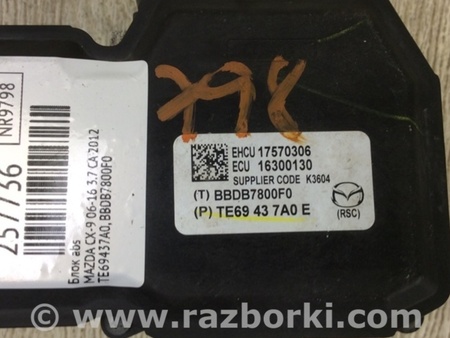 798
EHCU 17570306
ECU 16300130
SUPPLIER CODE K3604
(T) BBDB7800F0
(P) TE69 43 7A0 E
(RSC)
NR9798
257736
Блок abs
MAZDA CX-9 06-16 3.7 CA 2012
TE69437A0, BBDB7800F0
www.razborki.com